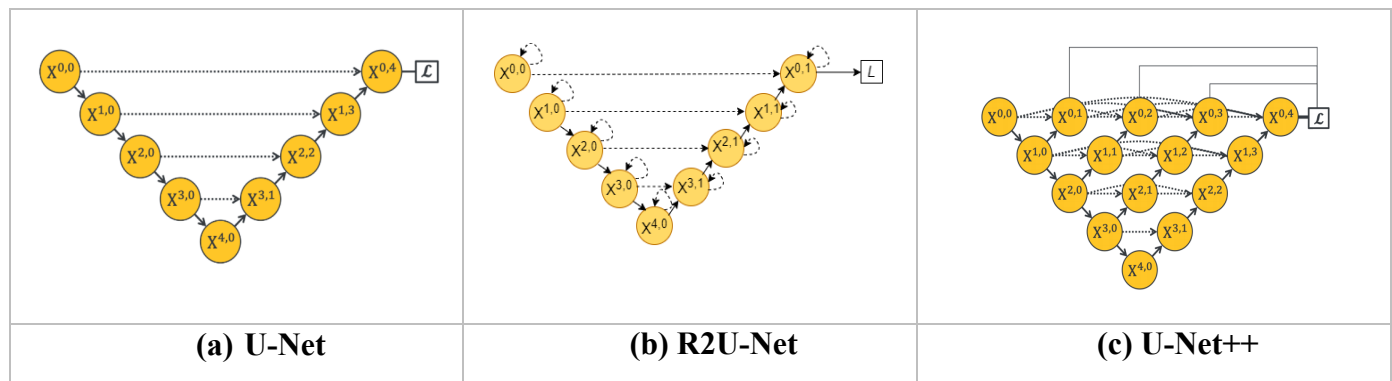 X0,0
X0,4
ℒ
X1,0
X1,3
X2,0
X2,2
X3,0
X3,1
X4,0
(a) U-Net
X0,0
X0,1
L
X1,0
X1,1
X2,0
X2,1
X3,0
X3,1
X4,0
(b) R2U-Net
X0,0
X0,1
X0,2
X0,3
X0,4
ℒ
X1,0
X1,1
X1,2
X1,3
X2,0
X2,1
X2,2
X3,0
X3,1
X4,0
(c) U-Net++